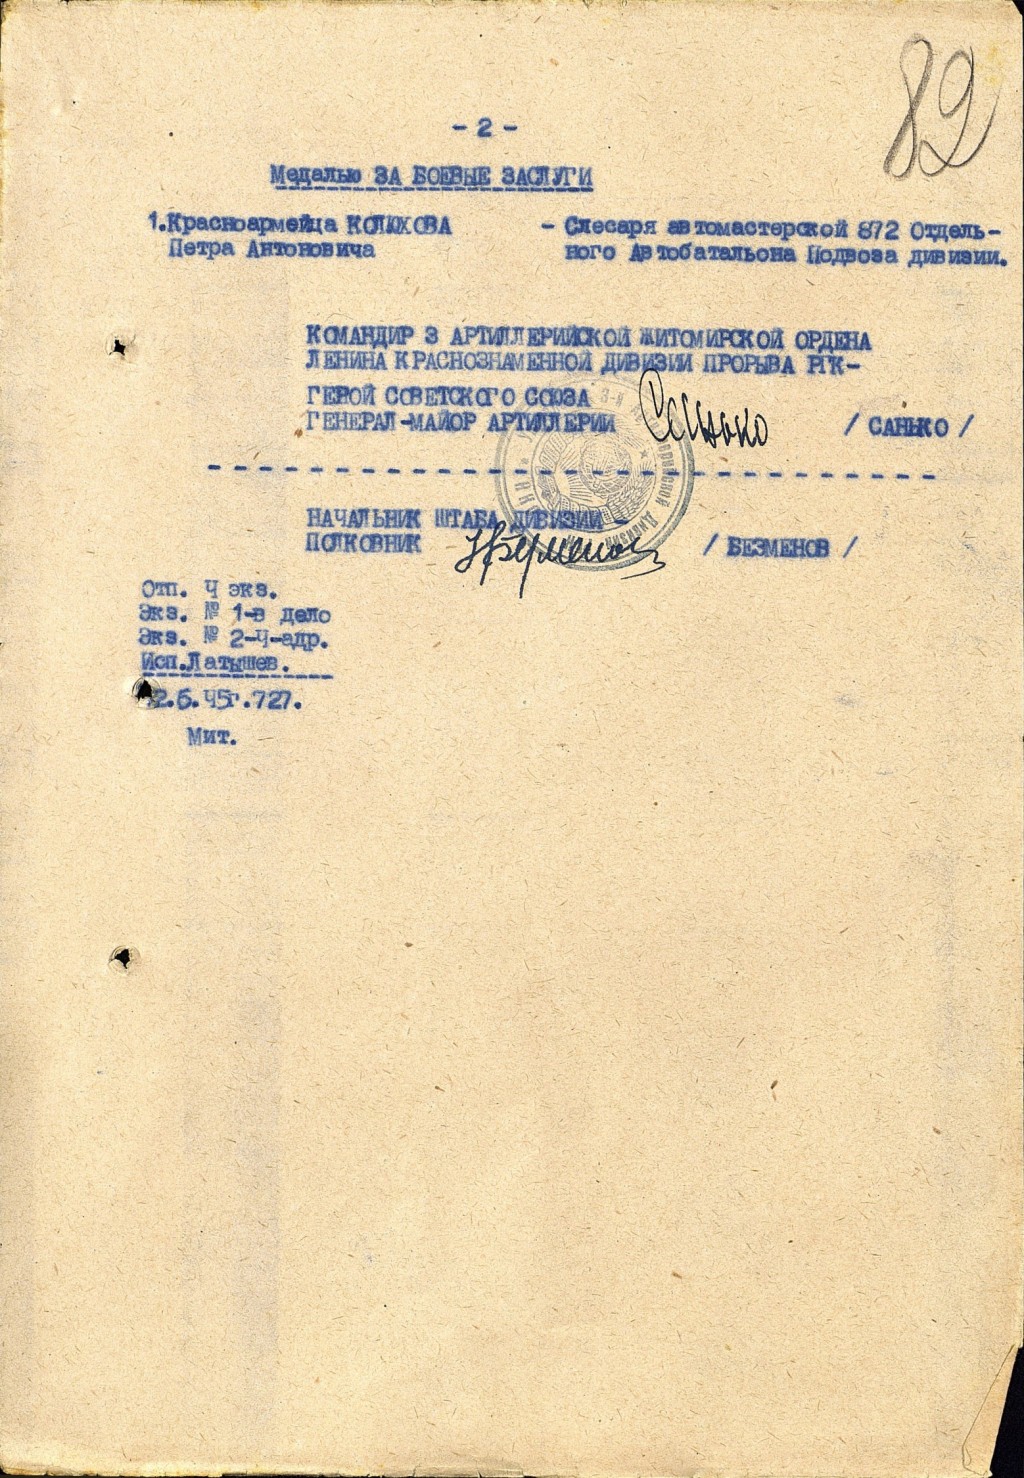 82
- 2 -
Медалью ЗА БОЕВЫЕ ЗАСЛУГИ
1.Красноармейца КОЛЮХОВА - Слесаря автомастерской 872 Отдель-
Петра Антоновича ного Автобатальона Подвоза дивизии.
КОМАНДИР 3 АРТИЛЛЕРИЙСКОЙ ЖИТОМИРСКОЙ ОРДЕНА
ЛЕНИНА КРАСНОЗНАМЕННОЙ ДИВИЗИИ ПРОРЫВА РГК-
ГЕРОЙ СОВЕТСКОГО СОЮЗА
ГЕНЕРАЛ-МАЙОР АРТИЛЛЕРИИ Санько / САНЬКО /
НАЧАЛЬНИК ШТАБА ДИВИЗИИ -
ПОЛКОВНИК / БЕЗМЕНОВ /
Отп. 4 экз.
Экз. № 1-в дело
Экз. № 2-4-адр.
Исп.Латышев.
2.6.45г.727.
Мит.